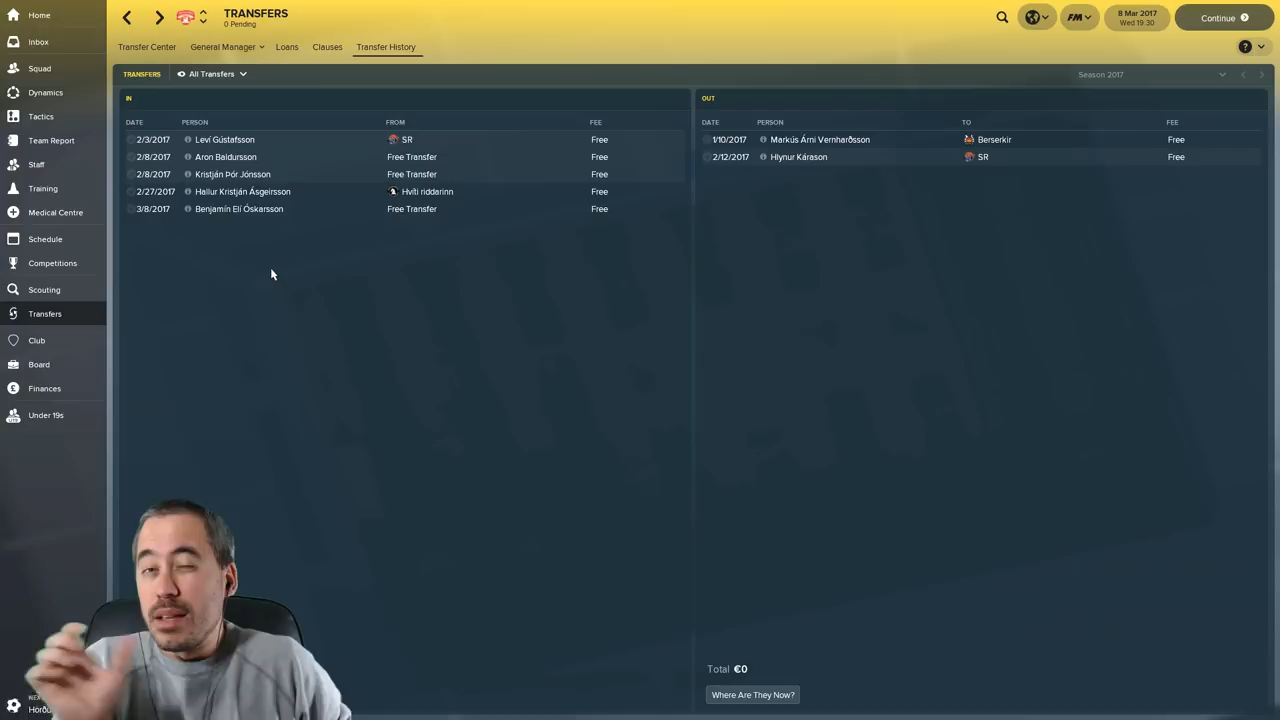 Home
TRANSFERS
0 Pending
FM
8 Mar 2017
Wed 19:30
Continue
Inbox
Transfer Center
General Manager
Loans
Clauses
Transfer History
?
Squad
TRANSFERS
All Transfers
Season 2017
Dynamics
IN
OUT
Tactics
DATE PERSON FROM FEE
DATE PERSON TO FEE
Team Report
2/3/2017 Leví Gústafsson SR Free
1/10/2017 Markús Árni Vernharðsson Berserkir Free
Staff
2/8/2017 Aron Baldursson Free Transfer Free
2/12/2017 Hlynur Kárason SR Free
Training
2/8/2017 Kristján Þór Jónsson Free Transfer Free
Medical Centre
2/27/2017 Hallur Kristján Ásgeirsson Hvíti riddarinn Free
3/8/2017 Benjamín Elí Óskarsson Free Transfer Free
Schedule
Competitions
Scouting
Transfers
Club
Board
Finances
Under 19s
Total €0
Where Are They Now?